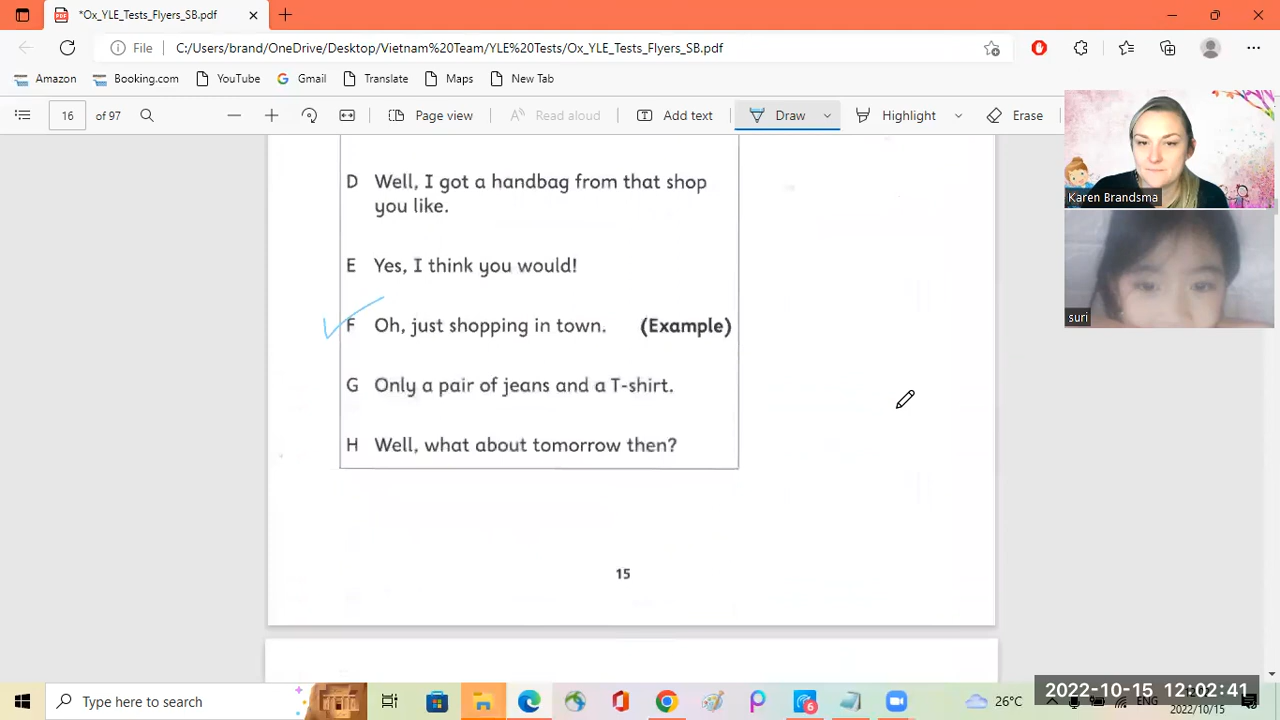 *Ox_YLE_Tests_Flyers_SB.pdf
File C:/Users/brand/OneDrive/Desktop/Vietnam%20Team/YLE%20Tests/Ox_YLE_Tests_Flyers_SB.pdf
Amazon Booking.com YouTube Gmail Translate Maps New Tab
16 of 97 Page view Read aloud Add text Draw Highlight Erase
Karen Brandsma
suri
D Well, I got a handbag from that shop
you like.
E Yes, I think you would!
F Oh, just shopping in town. (Example)
G Only a pair of jeans and a T-shirt.
H Well, what about tomorrow then?
15
Type here to search
6
26°C
ENG
2022-10-15 12:02:41
2022/10/15